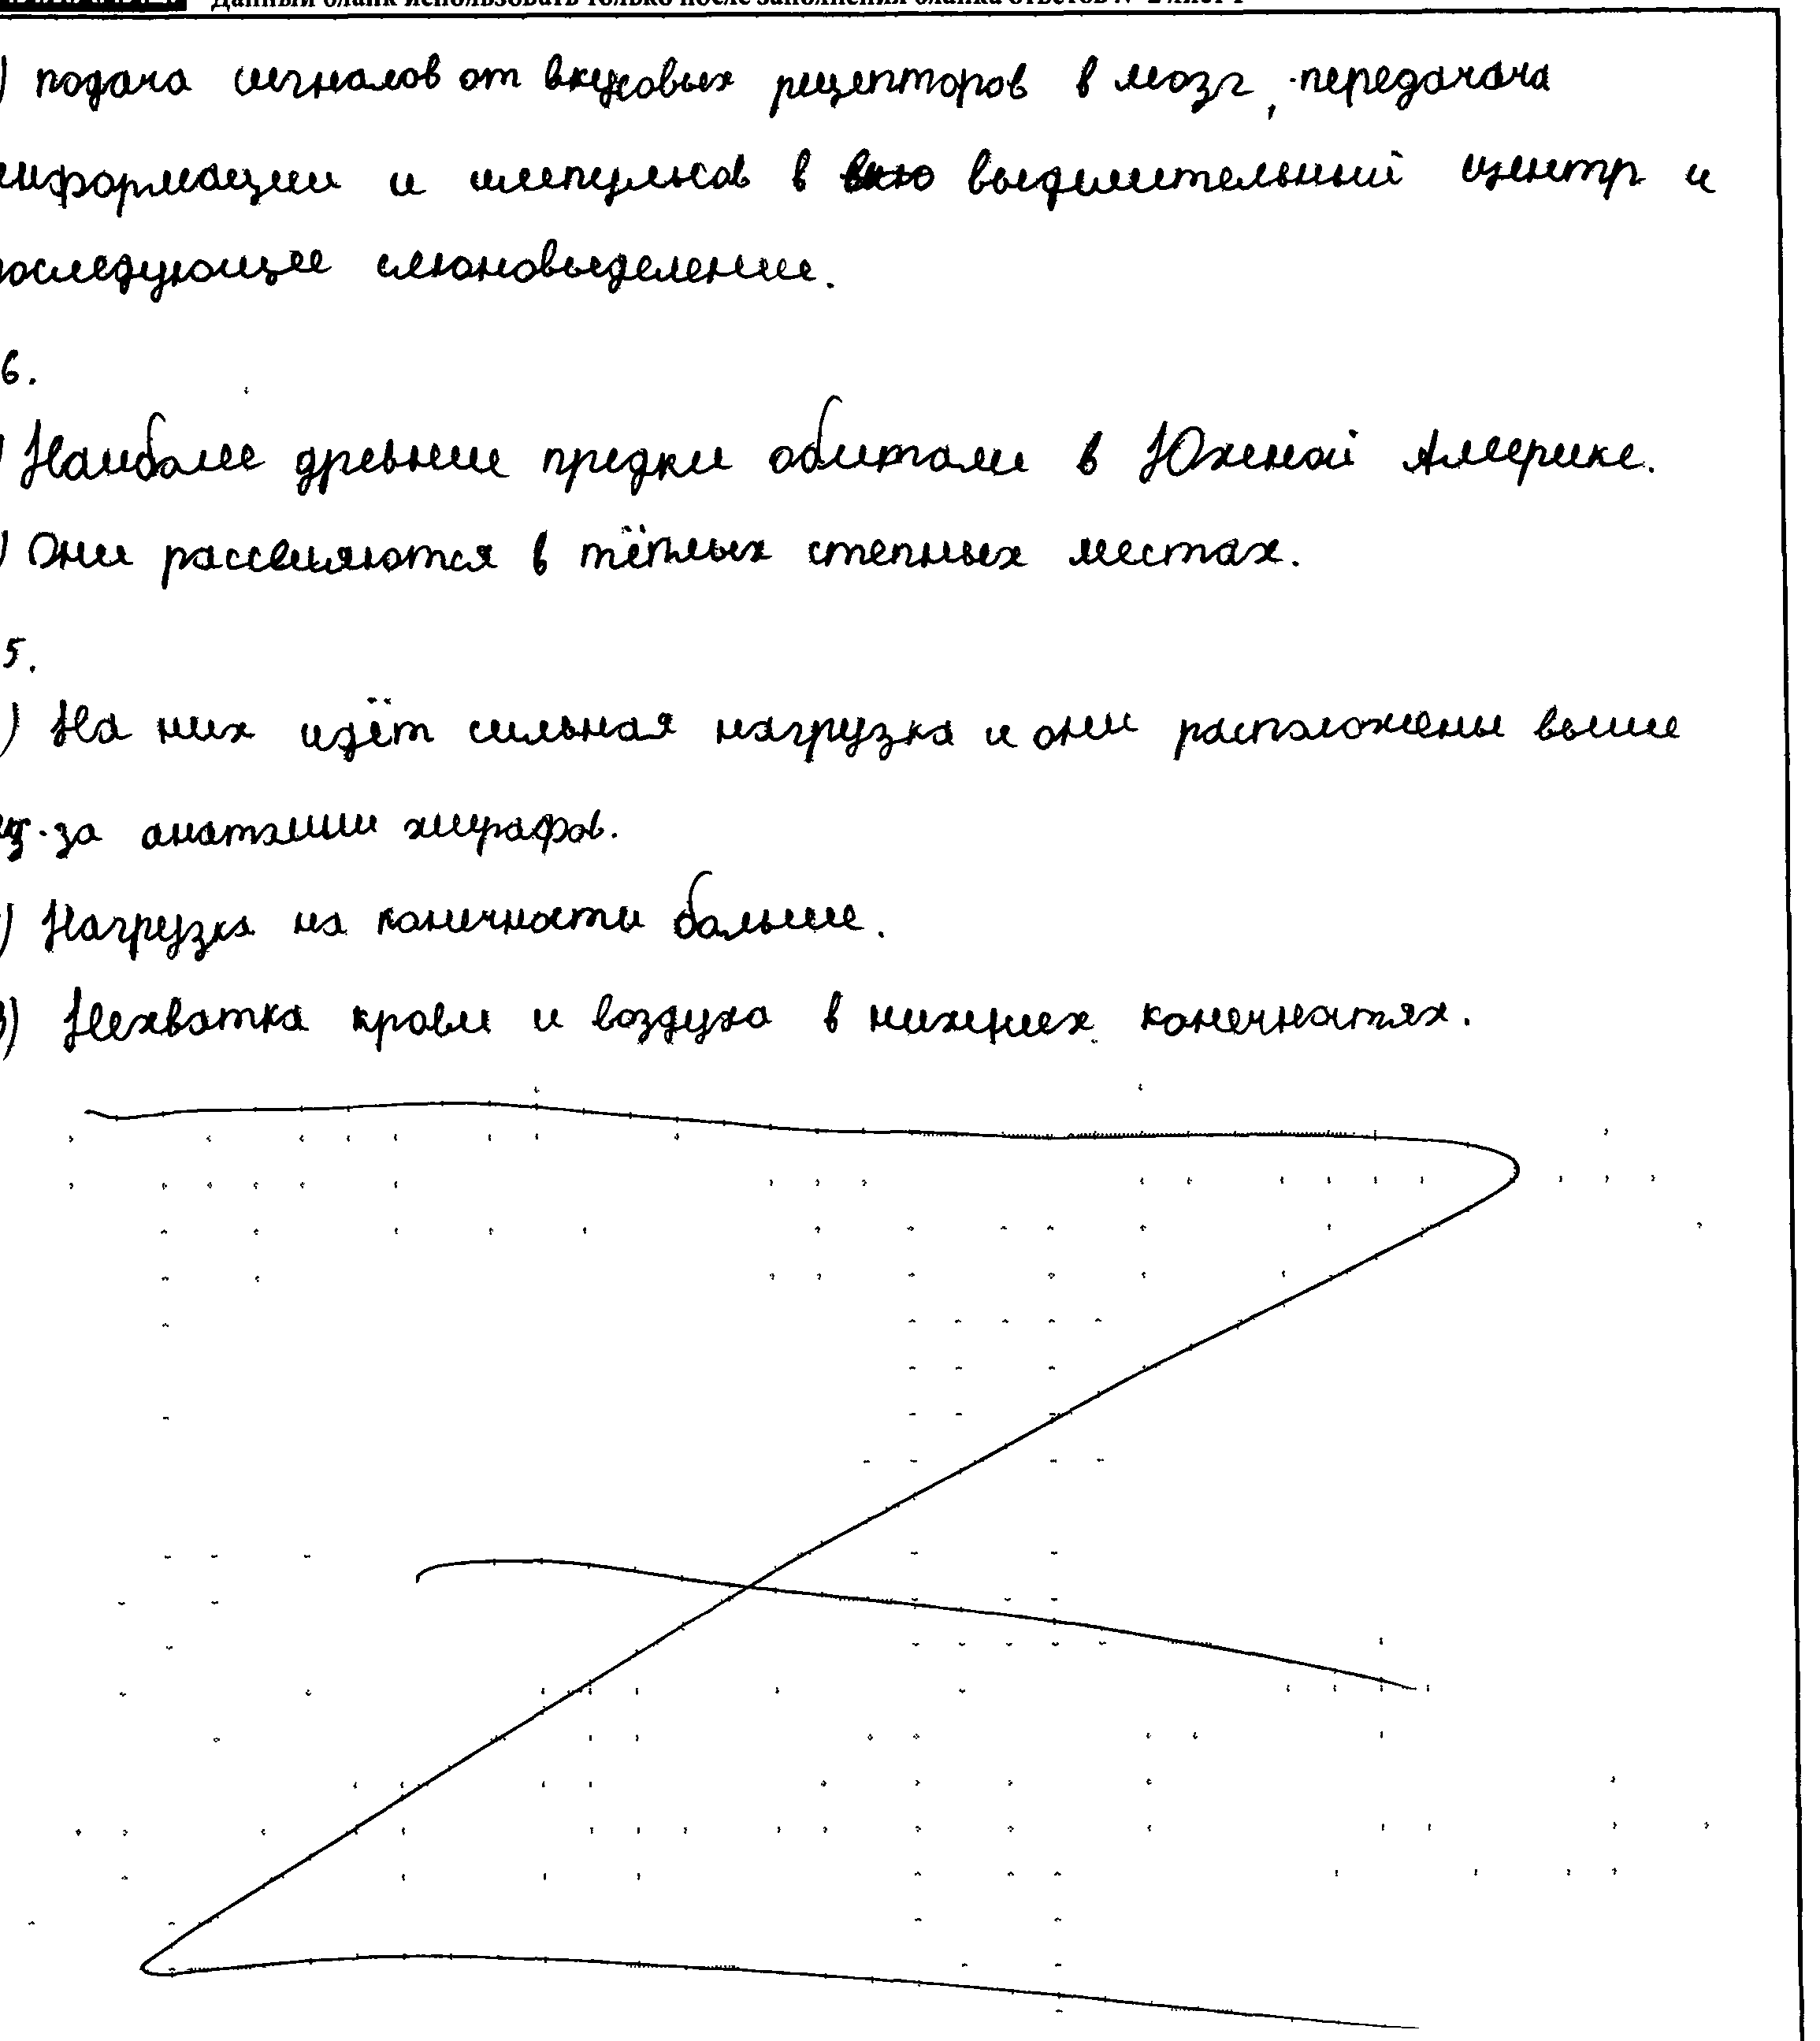 Данный бланк использовать только после заполнения бланка ответов № 2 лист 1
) подача сигналов от вкусовых рецепторов в мозг, передачача
информации и импульсов в выделительный центр и
последующее слюновыделение.
6.
) Наиболее древние предки обитали в Южной Америке.
) Они расселяются в тёплых степных местах.
5.
) На них идёт сильная нагрузка и они расположены выше
из-за анатомии жирафов.
) Нагрузка на конечности больше.
3) Нехватка крови и воздуха в нижних конечностях.